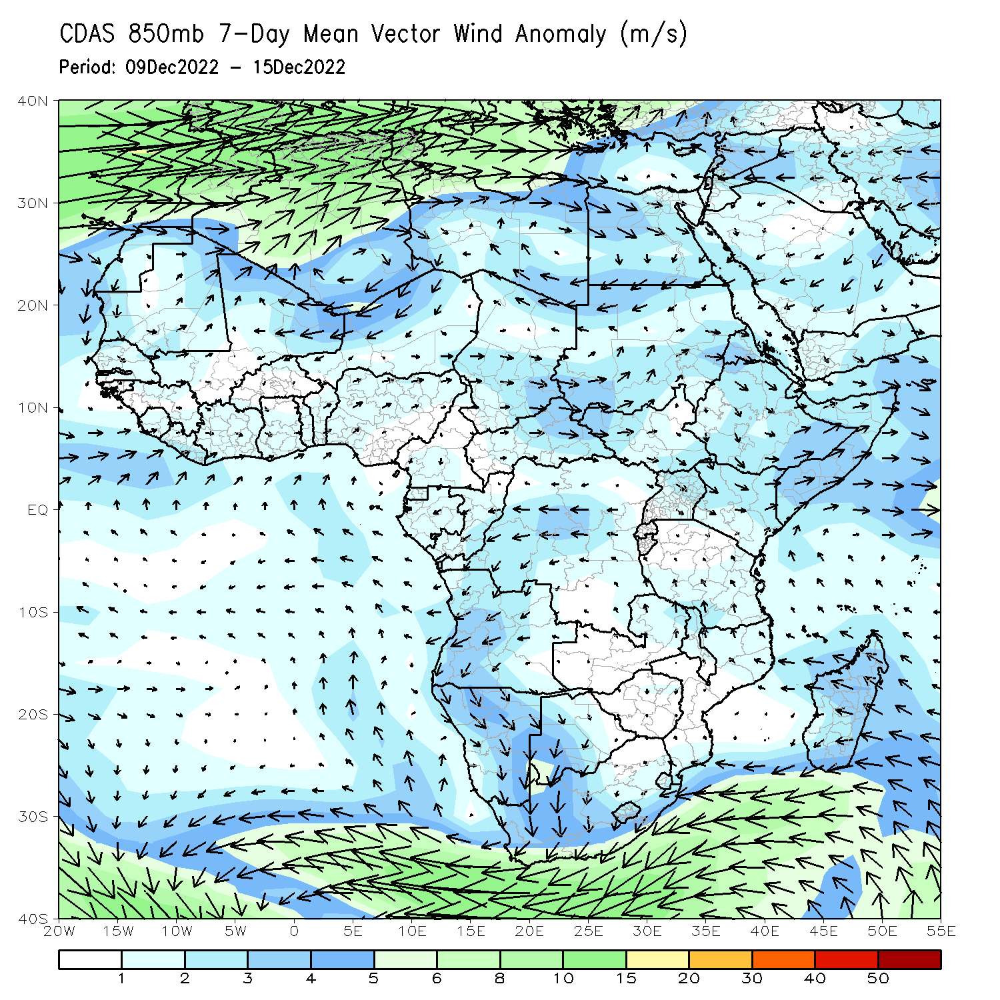 CDAS 850mb 7-Day Mean Vector Wind Anomaly (m/s)
Period: 09Dec2022 - 15Dec2022
40N
30N
20N
10N
EQ
10S
20S
30S
40S
20W 15W 10W 5W 0 5E 10E 15E 20E 25E 30E 35E 40E 45E 50E 55E
1 2 3 4 5 6 8 10 15 20 30 40 50